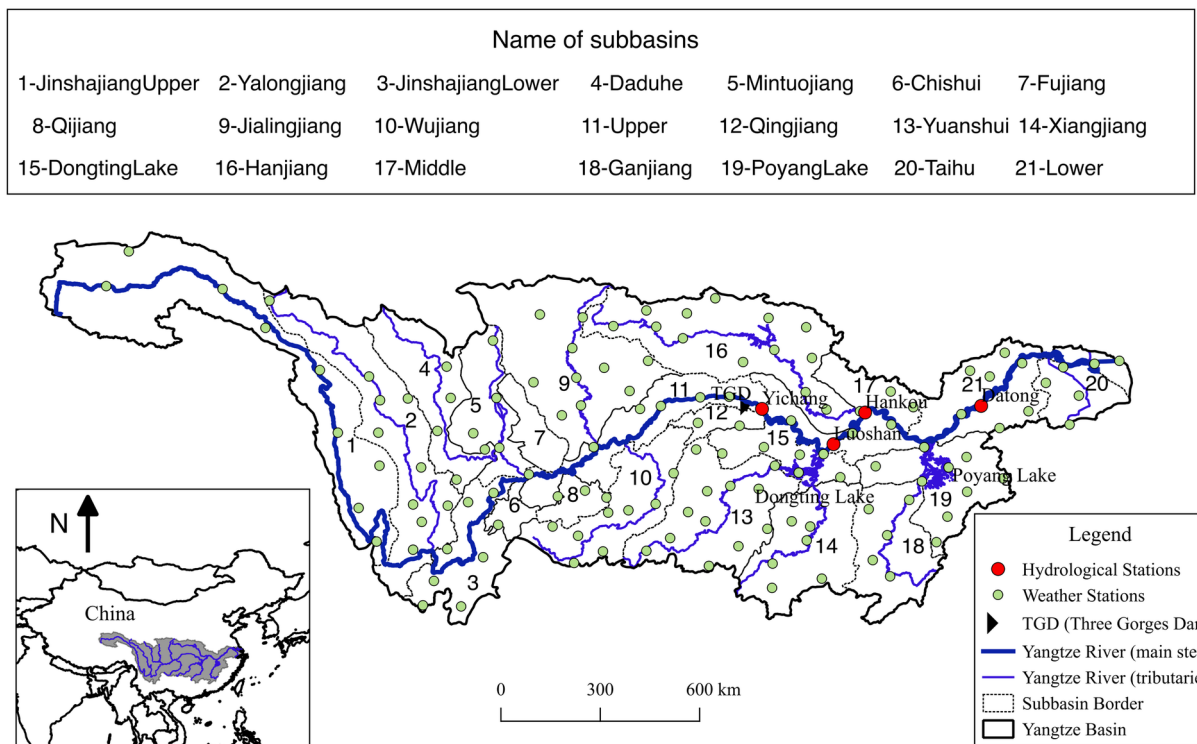 Name of subbasins
1-JinshajiangUpper 2-Yalongjiang 3-JinshajiangLower 4-Daduhe 5-Mintuojiang 6-Chishui 7-Fujiang
8-Qijiang 9-Jialingjiang 10-Wujiang 11-Upper 12-Qingjiang 13-Yuanshui 14-Xiangjiang
15-DongtingLake 16-Hanjiang 17-Middle 18-Ganjiang 19-PoyangLake 20-Taihu 21-Lower
16
4
9
11
TGD
Yichang
17
Hankou
21
Datong
20
5
2
12
1
7
15
Luoshan
10
Dongting Lake
Poyang Lake
8
6
13
19
14
18
3
N
China
0 300 600 km
Legend
Hydrological Stations
Weather Stations
TGD (Three Gorges Dar
Yangtze River (main ste
Yangtze River (tributarie
Subbasin Border
Yangtze Basin